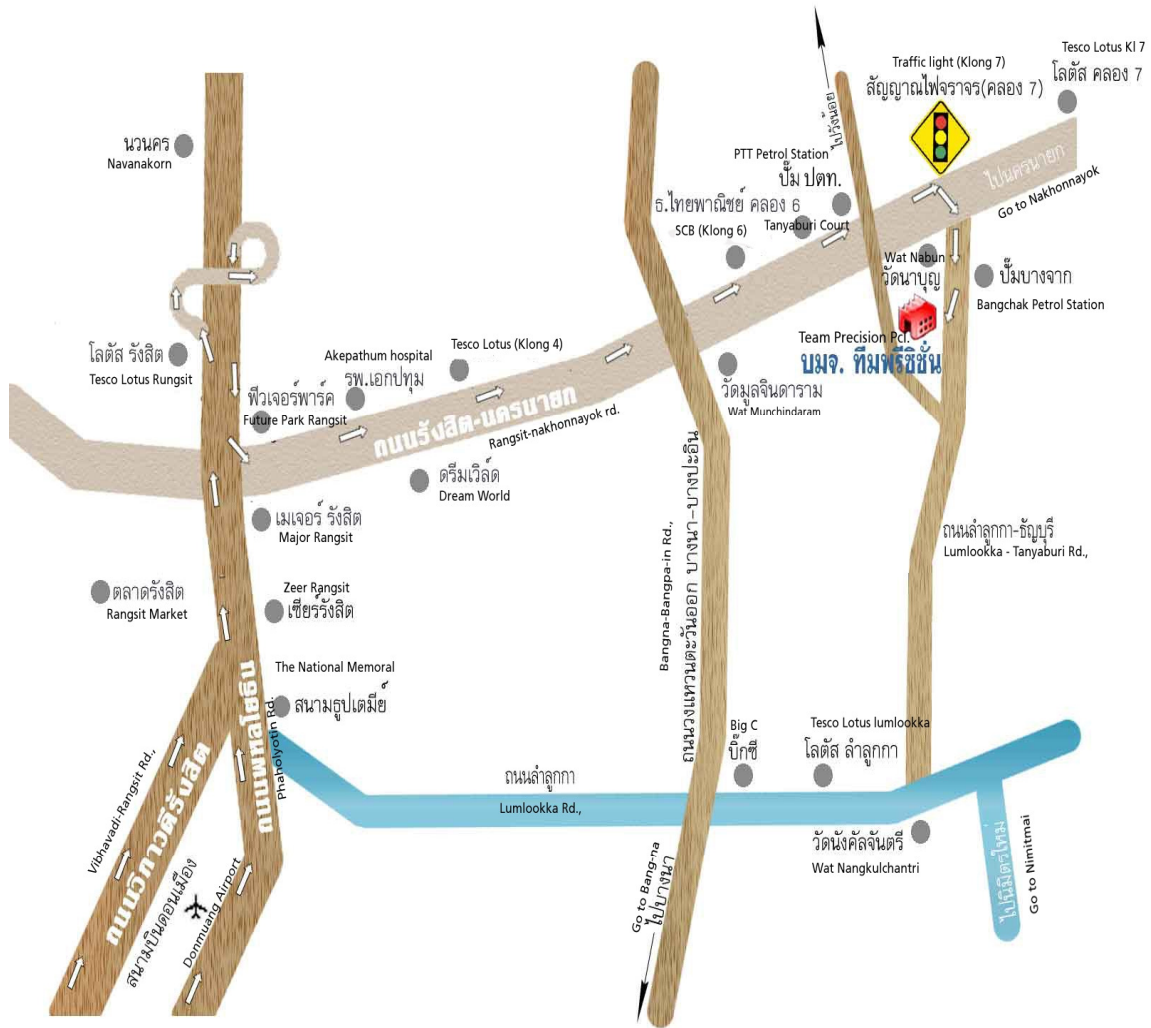 Traffic light (Klong 7)
สัญญาณไฟจราจร(คลอง 7)
Tesco Lotus Kl 7
โลตัส คลอง 7
ไปวังน้อย
นวนคร
Navanakorn
PTT Petrol Station
ปั๊ม ปตท.
ไปนครนายก
Go to Nakhonnayok
ธ.ไทยพาณิชย์ คลอง 6
SCB (Klong 6)
Tanyaburi Court
Wat Nabun
วัดนาบุญ
ปั๊มบางจาก
Bangchak Petrol Station
Team Precision Pcl.
บมจ. ทีมพรีซิชั่น
โลตัส รังสิต
Tesco Lotus Rungsit
Akepathum hospital
รพ.เอกปทุม
Tesco Lotus (Klong 4)
ฟิวเจอร์พาร์ค
Future Park Rangsit
ถนนรังสิต-นครนายก
Rangsit-nakhonnayok rd.
วัดมูลจินดาราม
Wat Munchindaram
ดรีมเวิล์ด
Dream World
เมเจอร์ รังสิต
Major Rangsit
ถนนวงแหวนตะวันออก บางนา-บางปะอิน
Bangna-Bangpa-in Rd.,
ถนนลำลูกกา-ธัญบุรี
Lumlookka - Tanyaburi Rd.,
ตลาดรังสิต
Rangsit Market
Zeer Rangsit
เซียร์รังสิต
The National Memoral
สนามธูปเตมีย์
ถนนพหลโยธิน
Phaholyotin Rd.
Vibhavadi-Rangsit Rd.,
ถนนวิภาวดีรังสิต
สนามบินดอนเมือง
Donmuang Airport
ถนนลำลูกกา
Lumlookka Rd.,
Big C
บิ๊กซี
Tesco Lotus lumlookka
โลตัส ลำลูกกา
วัดนังคัลจันตรี
Wat Nangkulchantri
Go to Bang-na
ไปบางนา
ไปนิมิตรใหม่
Go to Nimitmai